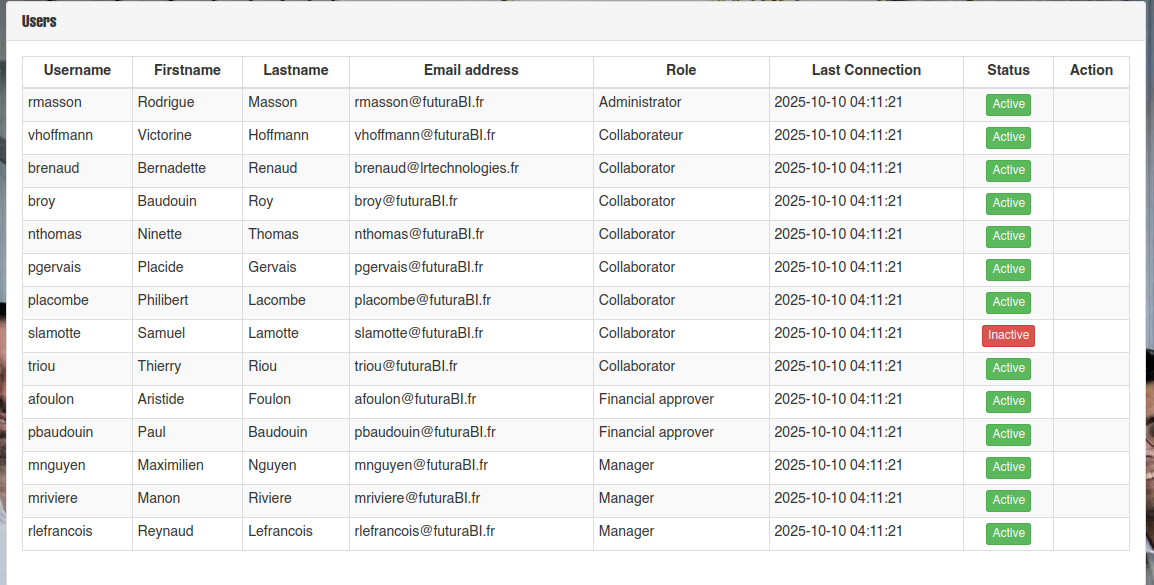 Users
Username Firstname Lastname Email address Role Last Connection Status Action
rmasson Rodrigue Masson rmasson@futuraBI.fr Administrator 2025-10-10 04:11:21 Active
vhoffmann Victorine Hoffmann vhoffmann@futuraBI.fr Collaborateur 2025-10-10 04:11:21 Active
brenaud Bernadette Renaud brenaud@lrtechnologies.fr Collaborator 2025-10-10 04:11:21 Active
broy Baudouin Roy broy@futuraBI.fr Collaborator 2025-10-10 04:11:21 Active
nthomas Ninette Thomas nthomas@futuraBI.fr Collaborator 2025-10-10 04:11:21 Active
pgervais Placide Gervais pgervais@futuraBI.fr Collaborator 2025-10-10 04:11:21 Active
placombe Philibert Lacombe placombe@futuraBI.fr Collaborator 2025-10-10 04:11:21 Active
slamotte Samuel Lamotte slamotte@futuraBI.fr Collaborator 2025-10-10 04:11:21 Inactive
triou Thierry Riou triou@futuraBI.fr Collaborator 2025-10-10 04:11:21 Active
afoulon Aristide Foulon afoulon@futuraBI.fr Financial approver 2025-10-10 04:11:21 Active
pbaudouin Paul Baudouin pbaudouin@futuraBI.fr Financial approver 2025-10-10 04:11:21 Active
mnguyen Maximilien Nguyen mnguyen@futuraBI.fr Manager 2025-10-10 04:11:21 Active
mriviere Manon Riviere mriviere@futuraBI.fr Manager 2025-10-10 04:11:21 Active
rlefrancois Reynaud Lefrancois rlefrancois@futuraBI.fr Manager 2025-10-10 04:11:21 Active